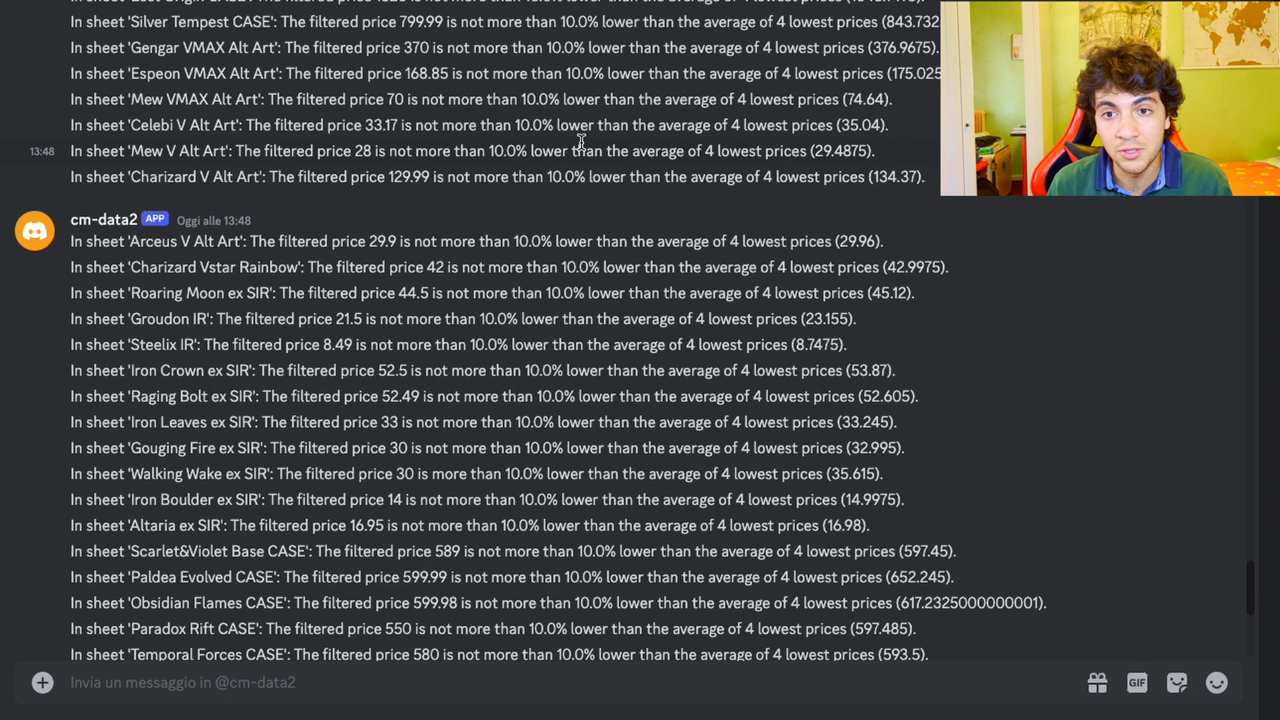 In sheet 'Silver Tempest CASE': The filtered price 799.99 is not more than 10.0% lower than the average of 4 lowest prices (843.732
In sheet 'Gengar VMAX Alt Art': The filtered price 370 is not more than 10.0% lower than the average of 4 lowest prices (376.9675).
In sheet 'Espeon VMAX Alt Art': The filtered price 168.85 is not more than 10.0% lower than the average of 4 lowest prices (175.025
In sheet 'Mew VMAX Alt Art': The filtered price 70 is not more than 10.0% lower than the average of 4 lowest prices (74.64).
In sheet 'Celebi V Alt Art': The filtered price 33.17 is not more than 10.0% lower than the average of 4 lowest prices (35.04).
13:48 In sheet 'Mew V Alt Art': The filtered price 28 is not more than 10.0% lower than the average of 4 lowest prices (29.4875).
In sheet 'Charizard V Alt Art': The filtered price 129.99 is not more than 10.0% lower than the average of 4 lowest prices (134.37).
cm-data2 APP Oggi alle 13:48
In sheet 'Arceus V Alt Art': The filtered price 29.9 is not more than 10.0% lower than the average of 4 lowest prices (29.96).
In sheet 'Charizard Vstar Rainbow': The filtered price 42 is not more than 10.0% lower than the average of 4 lowest prices (42.9975).
In sheet 'Roaring Moon ex SIR': The filtered price 44.5 is not more than 10.0% lower than the average of 4 lowest prices (45.12).
In sheet 'Groudon IR': The filtered price 21.5 is not more than 10.0% lower than the average of 4 lowest prices (23.155).
In sheet 'Steelix IR': The filtered price 8.49 is not more than 10.0% lower than the average of 4 lowest prices (8.7475).
In sheet 'Iron Crown ex SIR': The filtered price 52.5 is not more than 10.0% lower than the average of 4 lowest prices (53.87).
In sheet 'Raging Bolt ex SIR': The filtered price 52.49 is not more than 10.0% lower than the average of 4 lowest prices (52.605).
In sheet 'Iron Leaves ex SIR': The filtered price 33 is not more than 10.0% lower than the average of 4 lowest prices (33.245).
In sheet 'Gouging Fire ex SIR': The filtered price 30 is not more than 10.0% lower than the average of 4 lowest prices (32.995).
In sheet 'Walking Wake ex SIR': The filtered price 30 is more than 10.0% lower than the average of 4 lowest prices (35.615).
In sheet 'Iron Boulder ex SIR': The filtered price 14 is not more than 10.0% lower than the average of 4 lowest prices (14.9975).
In sheet 'Altaria ex SIR': The filtered price 16.95 is not more than 10.0% lower than the average of 4 lowest prices (16.98).
In sheet 'Scarlet&Violet Base CASE': The filtered price 589 is not more than 10.0% lower than the average of 4 lowest prices (597.45).
In sheet 'Paldea Evolved CASE': The filtered price 599.99 is not more than 10.0% lower than the average of 4 lowest prices (652.245).
In sheet 'Obsidian Flames CASE': The filtered price 599.98 is not more than 10.0% lower than the average of 4 lowest prices (617.2325000000001).
In sheet 'Paradox Rift CASE': The filtered price 550 is not more than 10.0% lower than the average of 4 lowest prices (597.485).
In sheet 'Temporal Forces CASE': The filtered price 580 is not more than 10.0% lower than the average of 4 lowest prices (593.5).
Invia un messaggio in @cm-data2
GIF